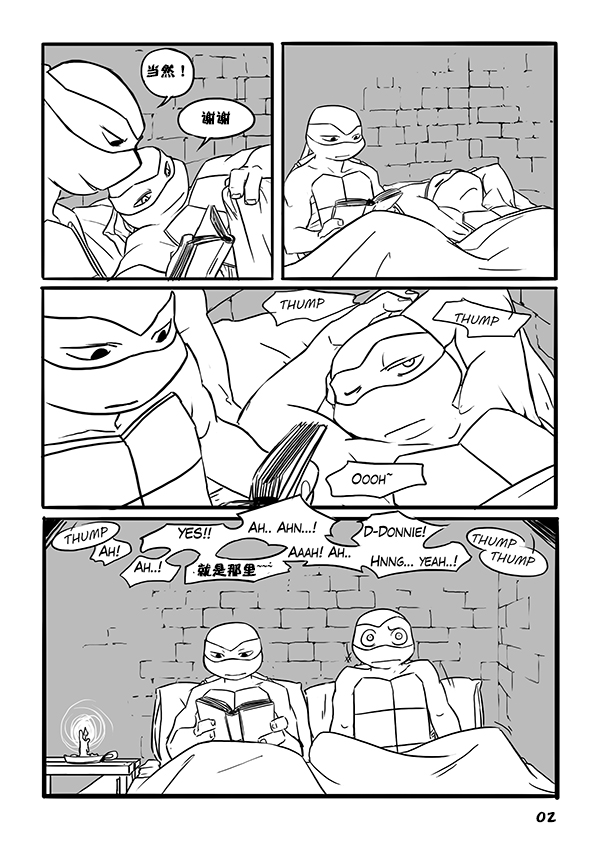 当然！
谢谢
THUMP
THUMP
OOOH~
THUMP
AH!
AH..!
YES!!
AH.. AHN...!
D-DONNIE!
就是那里~~
AAAH! AH..
HNNG... YEAH..!
THUMP
THUMP
02